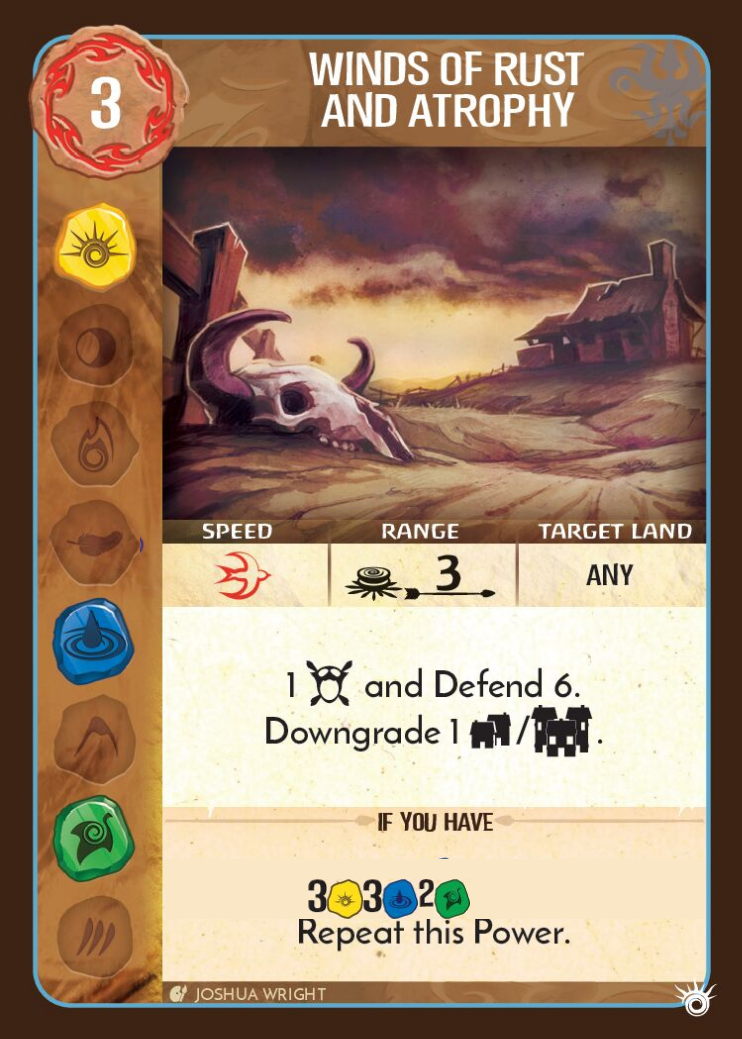 3
WINDS OF RUST
AND ATROPHY
SPEED RANGE TARGET LAND
3 ANY
1 and Defend 6.
Downgrade 1 / .
IF YOU HAVE
3 3 2
Repeat this Power.
JOSHUA WRIGHT